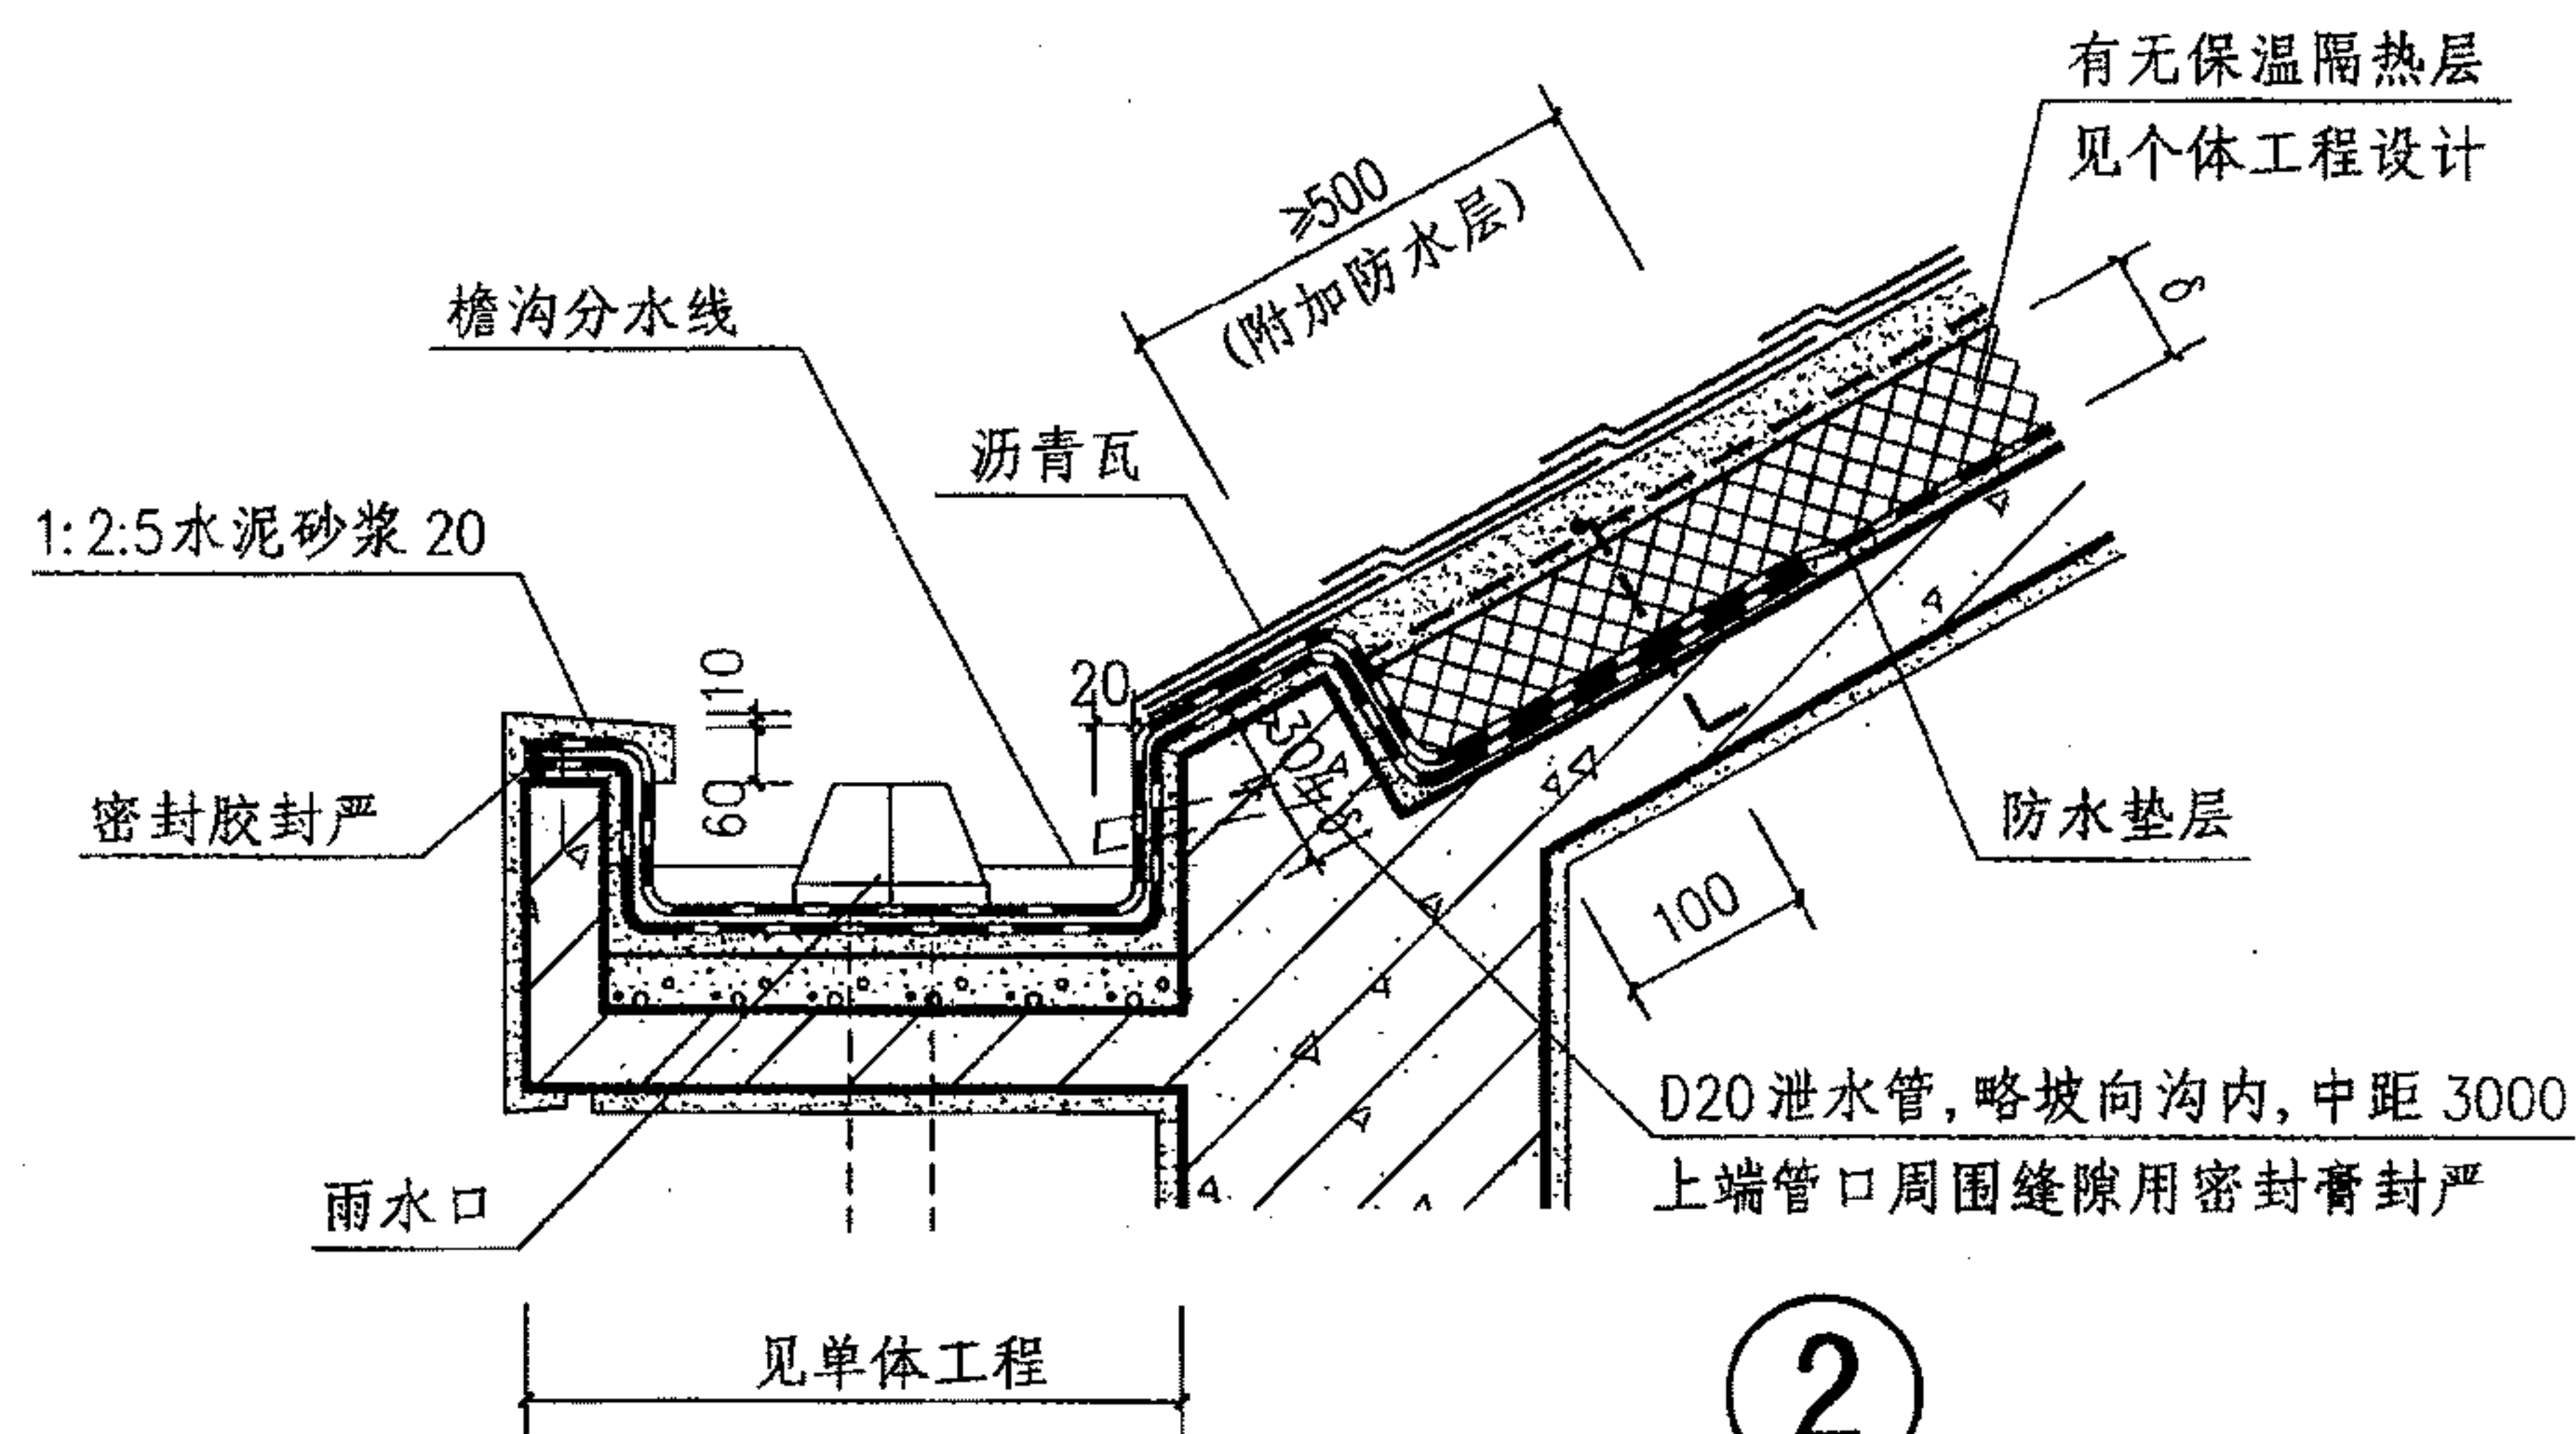 有无保温隔热层
见个体工程设计
≥500
(附加防水层)
δ
檐沟分水线
沥青瓦
1:2:5水泥砂浆 20
10
20
60
30+δ
密封胶封严
防水垫层
100
D20泄水管,略坡向沟内,中距 3000
上端管口周围缝隙用密封膏封严
雨水口
见单体工程
2